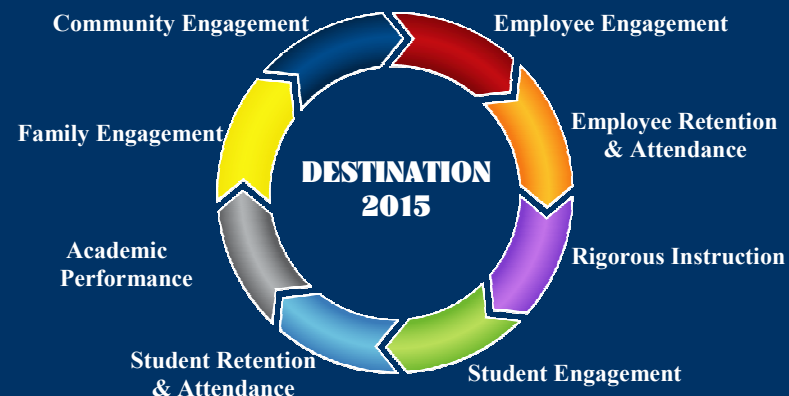 Community Engagement
Employee Engagement
Family Engagement
Employee Retention
& Attendance
DESTINATION
2015
Academic
Performance
Rigorous Instruction
Student Retention
& Attendance
Student Engagement